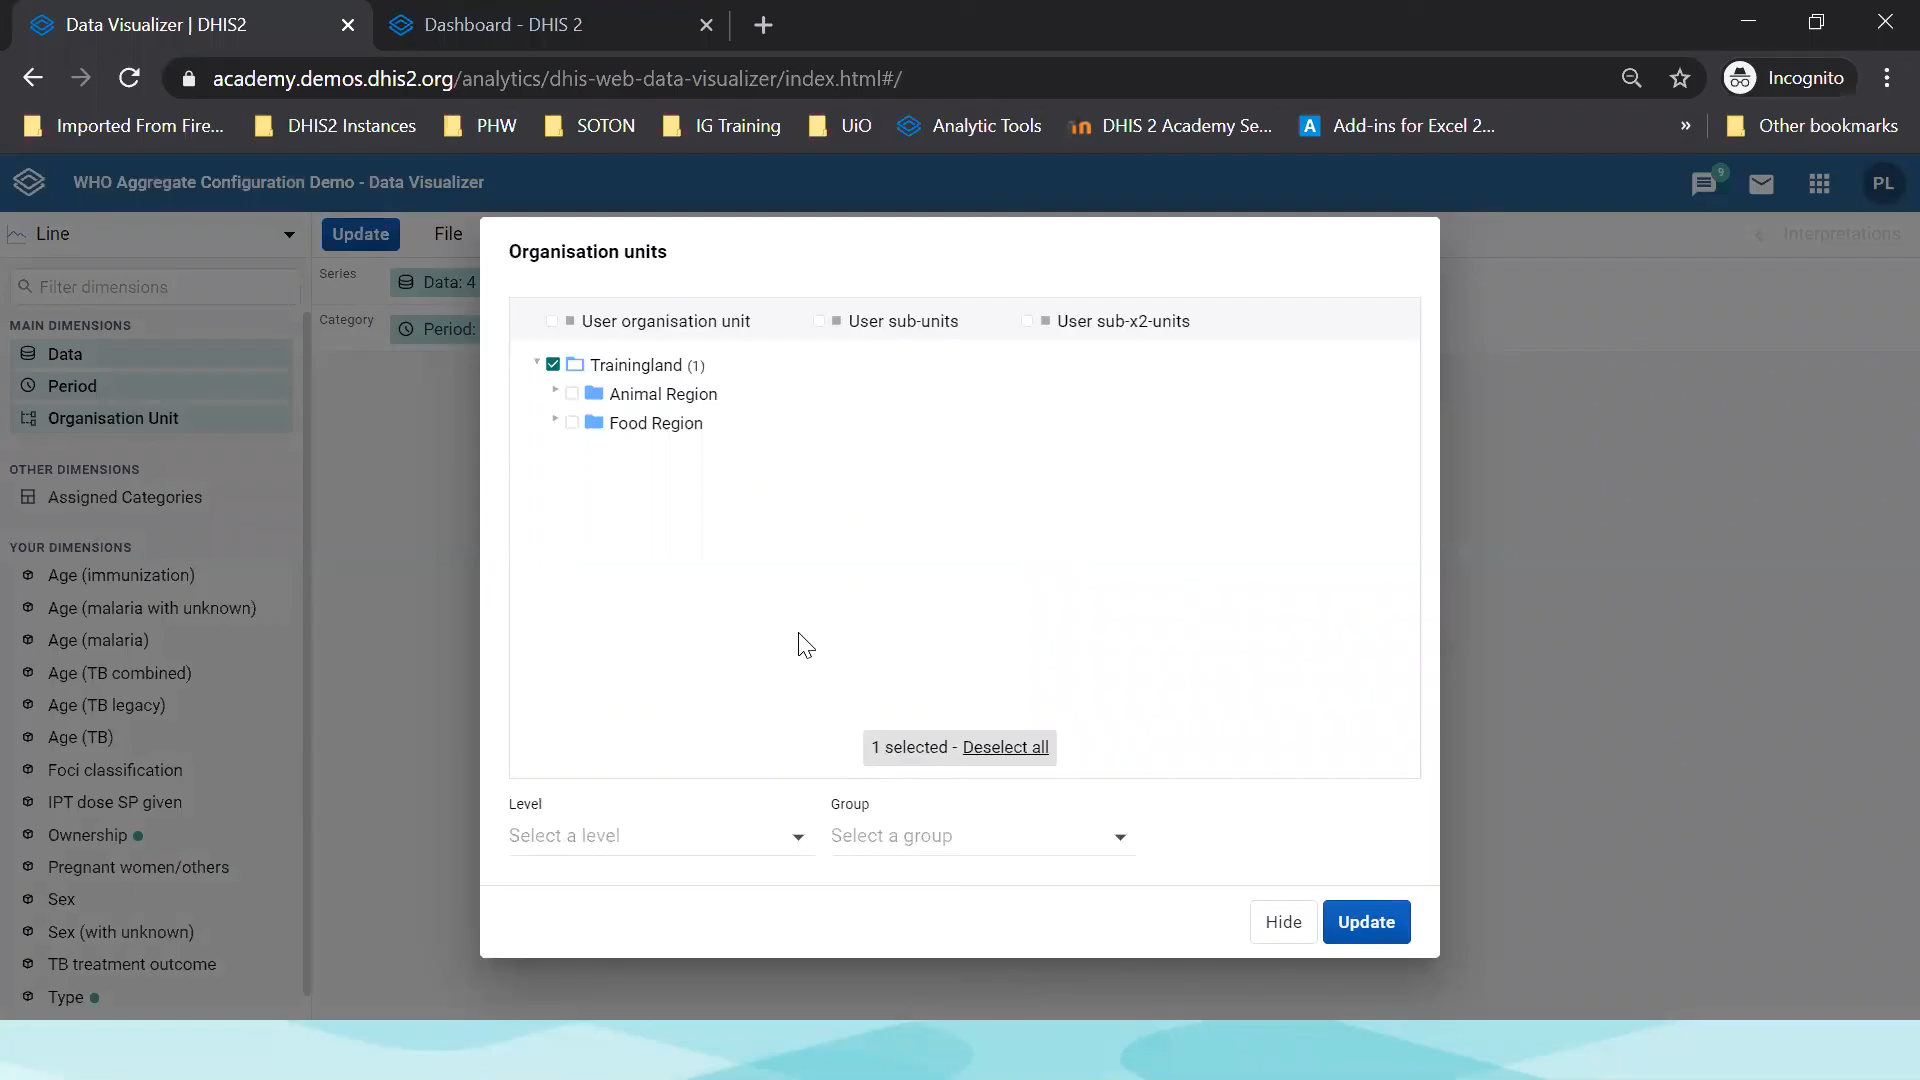 Data Visualizer | DHIS2
Dashboard - DHIS 2
academy.demos.dhis2.org/analytics/dhis-web-data-visualizer/index.html#/
Incognito
Imported From Fire...
DHIS2 Instances
PHW
SOTON
IG Training
UiO
Analytic Tools
DHIS 2 Academy Se...
Add-ins for Excel 2...
»
Other bookmarks
WHO Aggregate Configuration Demo - Data Visualizer
9
PL
Line
Update
File
Interpretations
Filter dimensions
Series
Data: 4
Category
Period:
MAIN DIMENSIONS
Data
Period
Organisation Unit
OTHER DIMENSIONS
Assigned Categories
YOUR DIMENSIONS
Age (immunization)
Age (malaria with unknown)
Age (malaria)
Age (TB combined)
Age (TB legacy)
Age (TB)
Foci classification
IPT dose SP given
Ownership
Pregnant women/others
Sex
Sex (with unknown)
TB treatment outcome
Type
Organisation units
User organisation unit
User sub-units
User sub-x2-units
Trainingland (1)
Animal Region
Food Region
1 selected - Deselect all
Level
Group
Select a level
Select a group
Hide
Update